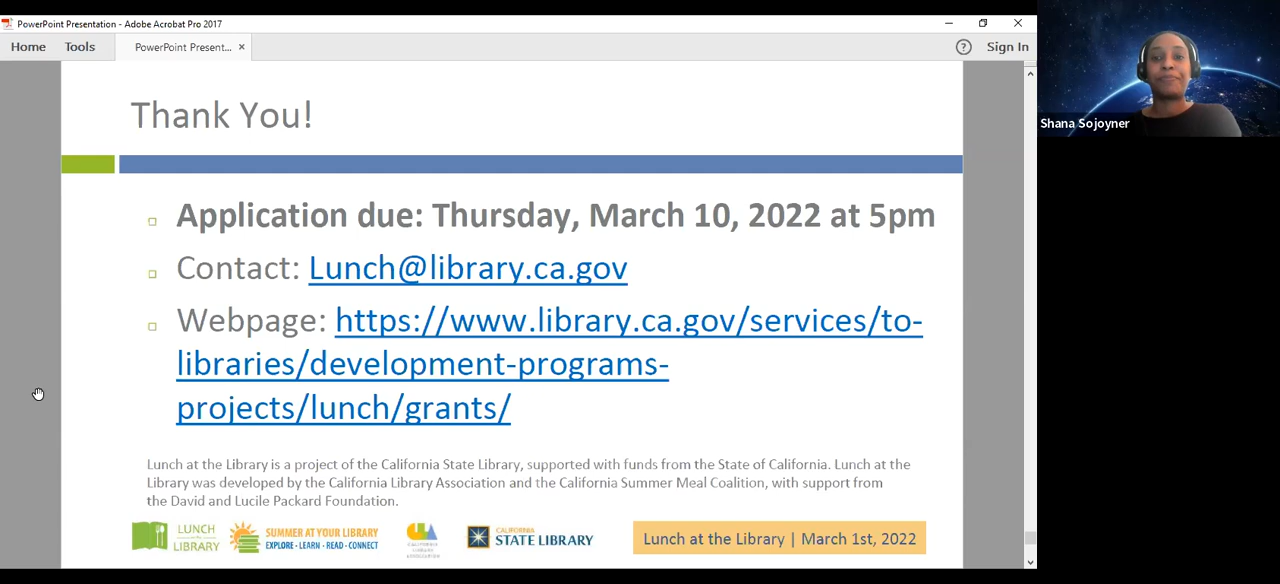 PowerPoint Presentation - Adobe Acrobat Pro 2017
Home Tools PowerPoint Present... × ? Sign In
Shana Sojoyner
Thank You!
Application due: Thursday, March 10, 2022 at 5pm
Contact: Lunch@library.ca.gov
Webpage: https://www.library.ca.gov/services/to-
libraries/development-programs-
projects/lunch/grants/
Lunch at the Library is a project of the California State Library, supported with funds from the State of California. Lunch at the
Library was developed by the California Library Association and the California Summer Meal Coalition, with support from
the David and Lucile Packard Foundation.
LUNCH
LIBRARY
SUMMER AT YOUR LIBRARY
EXPLORE · LEARN · READ · CONNECT
CALIFORNIA
LIBRARY
ASSOCIATION
CALIFORNIA
STATE LIBRARY
Lunch at the Library | March 1st, 2022